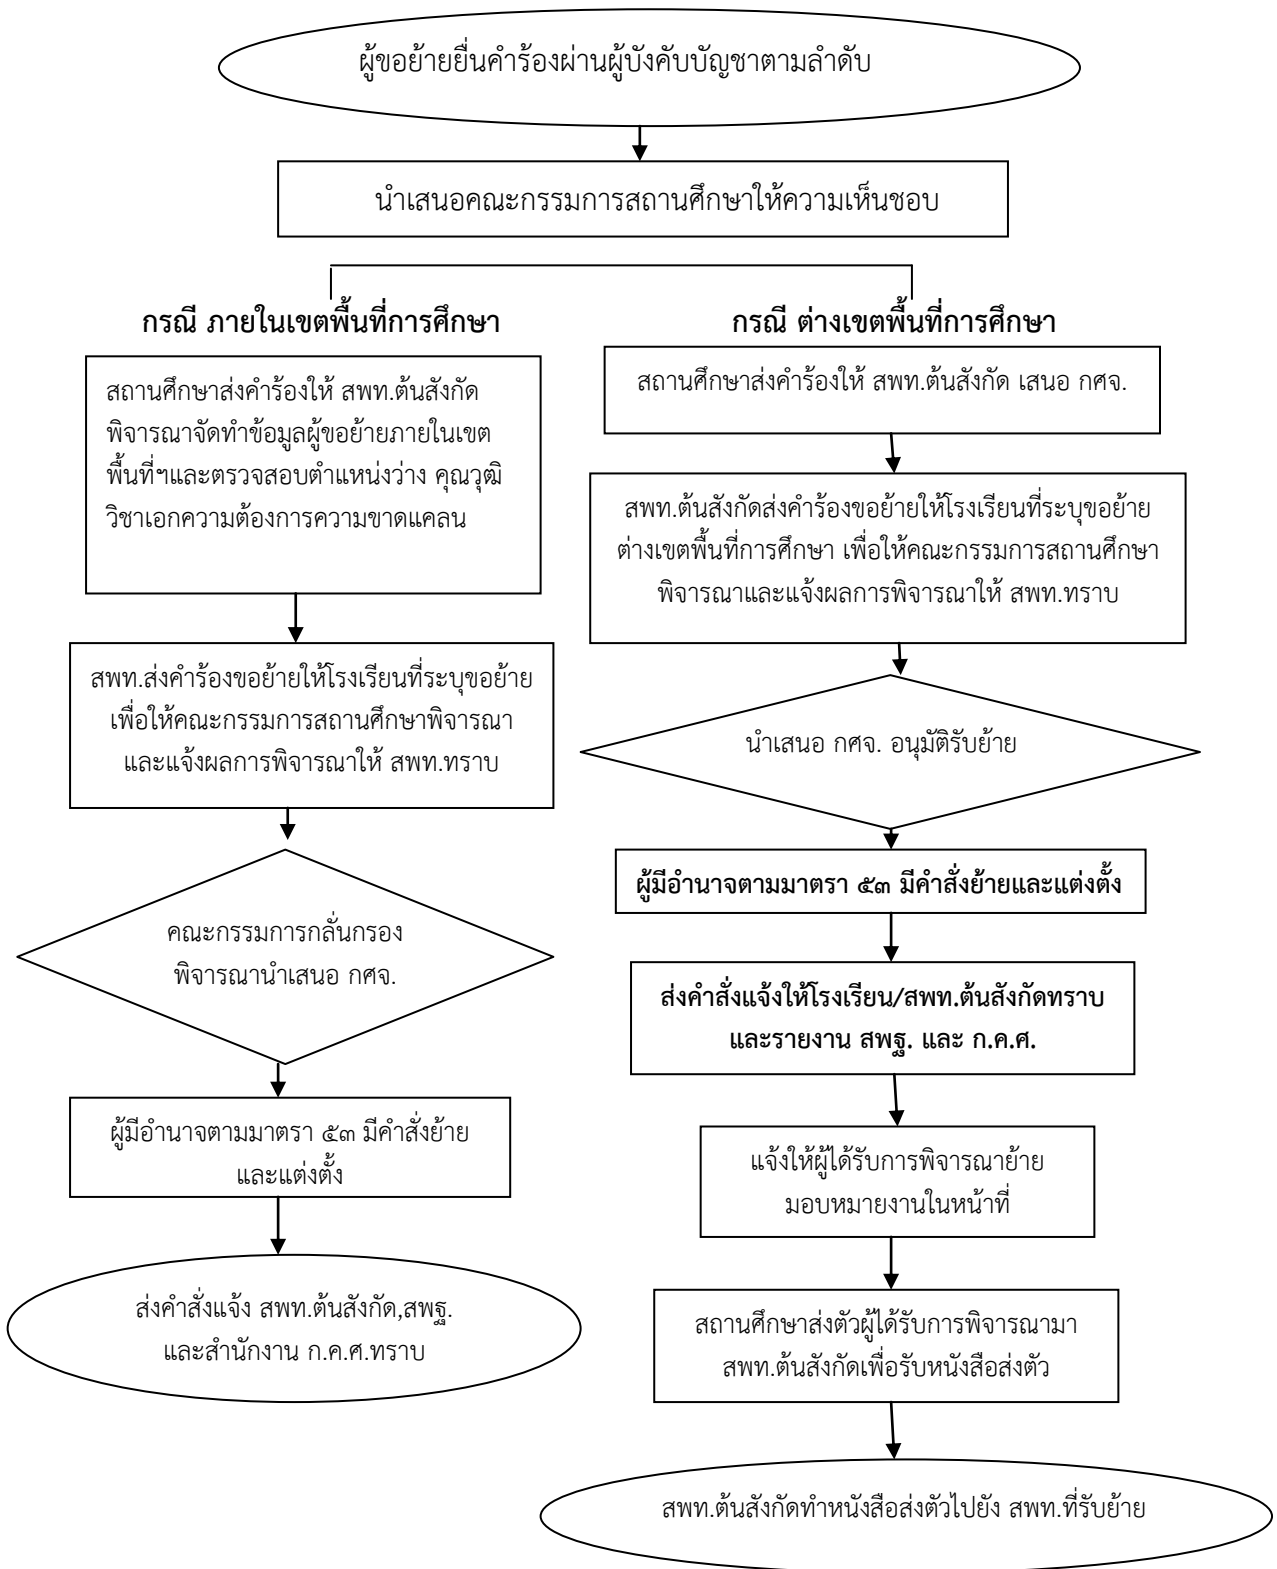 ผู้ขอย้ายยื่นคำร้องผ่านผู้บังคับบัญชาตามลำดับ
นำเสนอคณะกรรมการสถานศึกษาให้ความเห็นชอบ
กรณี ภายในเขตพื้นที่การศึกษา
สถานศึกษาส่งคำร้องให้ สพท.ต้นสังกัด
พิจารณาจัดทำข้อมูลผู้ขอย้ายภายในเขต
พื้นที่ฯและตรวจสอบตำแหน่งว่าง คุณวุฒิ
วิชาเอกความต้องการความขาดแคลน
สพท.ส่งคำร้องขอย้ายให้โรงเรียนที่ระบุขอย้าย
เพื่อให้คณะกรรมการสถานศึกษาพิจารณา
และแจ้งผลการพิจารณาให้ สพท.ทราบ
คณะกรรมการกลั่นกรอง
พิจารณานำเสนอ กศจ.
ผู้มีอำนาจตามมาตรา ๕๓ มีคำสั่งย้าย
และแต่งตั้ง
ส่งคำสั่งแจ้ง สพท.ต้นสังกัด,สพฐ.
และสำนักงาน ก.ค.ศ.ทราบ
กรณี ต่างเขตพื้นที่การศึกษา
สถานศึกษาส่งคำร้องให้ สพท.ต้นสังกัด เสนอ กศจ.
สพท.ต้นสังกัดส่งคำร้องขอย้ายให้โรงเรียนที่ระบุขอย้าย
ต่างเขตพื้นที่การศึกษา เพื่อให้คณะกรรมการสถานศึกษา
พิจารณาและแจ้งผลการพิจารณาให้ สพท.ทราบ
นำเสนอ กศจ. อนุมัติรับย้าย
ผู้มีอำนาจตามมาตรา ๕๓ มีคำสั่งย้ายและแต่งตั้ง
ส่งคำสั่งแจ้งให้โรงเรียน/สพท.ต้นสังกัดทราบ
และรายงาน สพฐ. และ ก.ค.ศ.
แจ้งให้ผู้ได้รับการพิจารณาย้าย
มอบหมายงานในหน้าที่
สถานศึกษาส่งตัวผู้ได้รับการพิจารณามา
สพท.ต้นสังกัดเพื่อรับหนังสือส่งตัว
สพท.ต้นสังกัดทำหนังสือส่งตัวไปยัง สพท.ที่รับย้าย